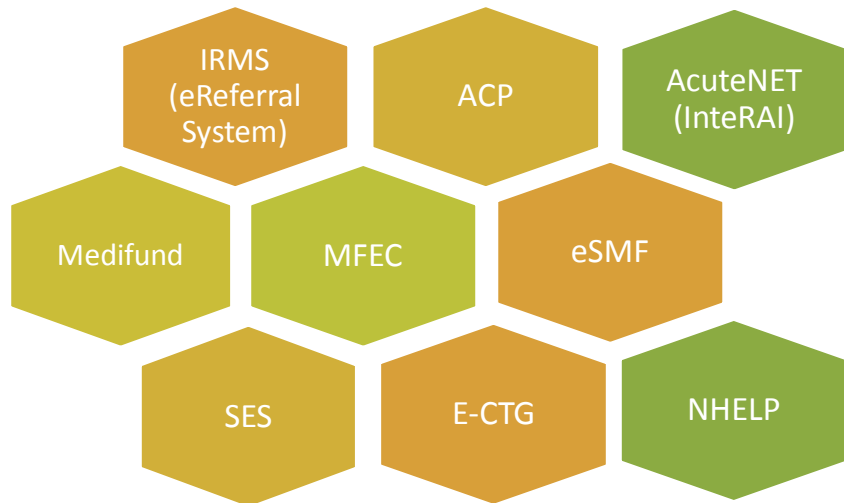 IRMS
(eReferral
System)
ACP
AcuteNET
(InteRAI)
Medifund
MFEC
eSMF
SES
E-CTG
NHELP